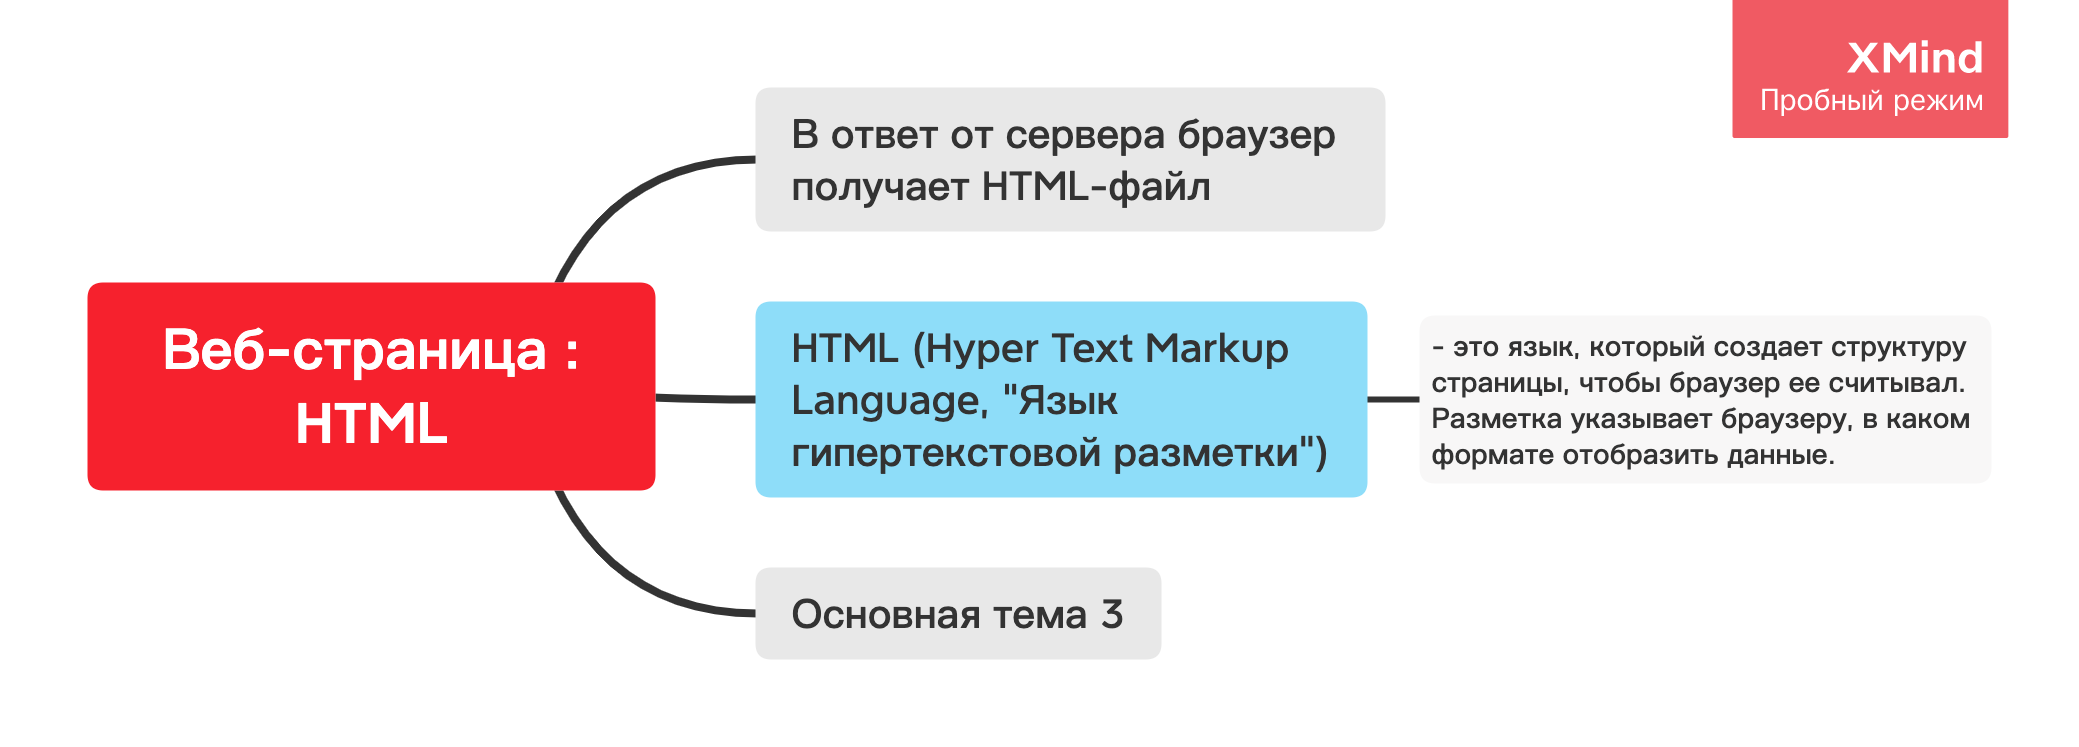 XMind
Пробный режим
В ответ от сервера браузер
получает HTML-файл
Веб-страница :
HTML
HTML (Hyper Text Markup
Language, "Язык
гипертекстовой разметки")
- это язык, который создает структуру
страницы, чтобы браузер ее считывал.
Разметка указывает браузеру, в каком
формате отобразить данные.
Основная тема 3